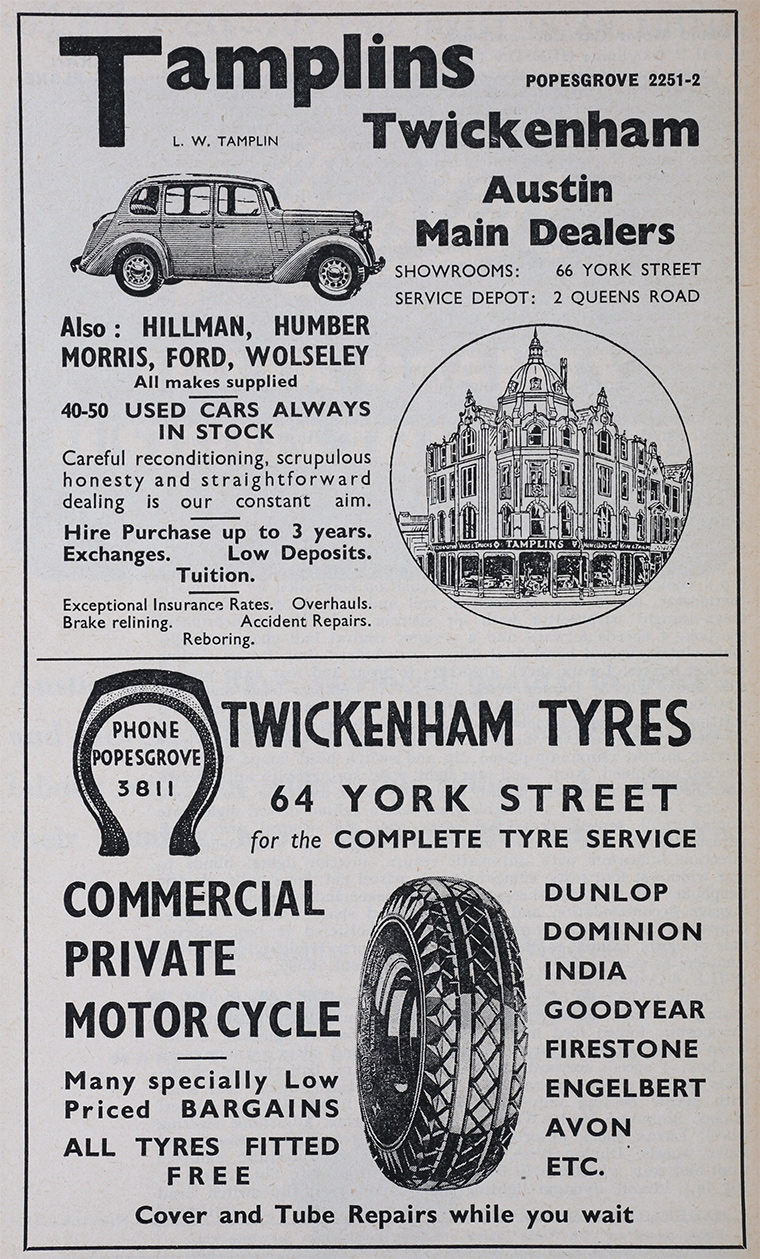 Tamplins
POPESGROVE 2251-2
L. W. TAMPLIN
Twickenham
Austin
Main Dealers
SHOWROOMS: 66 YORK STREET
SERVICE DEPOT: 2 QUEENS ROAD
Also : HILLMAN, HUMBER
MORRIS, FORD, WOLSELEY
All makes supplied
40-50 USED CARS ALWAYS
IN STOCK
Careful reconditioning, scrupulous
honesty and straightforward
dealing is our constant aim.
Hire Purchase up to 3 years.
Exchanges. Low Deposits.
Tuition.
Exceptional Insurance Rates. Overhauls.
Brake relining. Accident Repairs.
Reboring.
TAMPLINS
PHONE
POPESGROVE
3811
TWICKENHAM TYRES
64 YORK STREET
for the COMPLETE TYRE SERVICE
COMMERCIAL
PRIVATE
MOTOR CYCLE
Many specially Low
Priced BARGAINS
ALL TYRES FITTED
FREE
DUNLOP
DOMINION
INDIA
GOODYEAR
FIRESTONE
ENGELBERT
AVON
ETC.
Cover and Tube Repairs while you wait